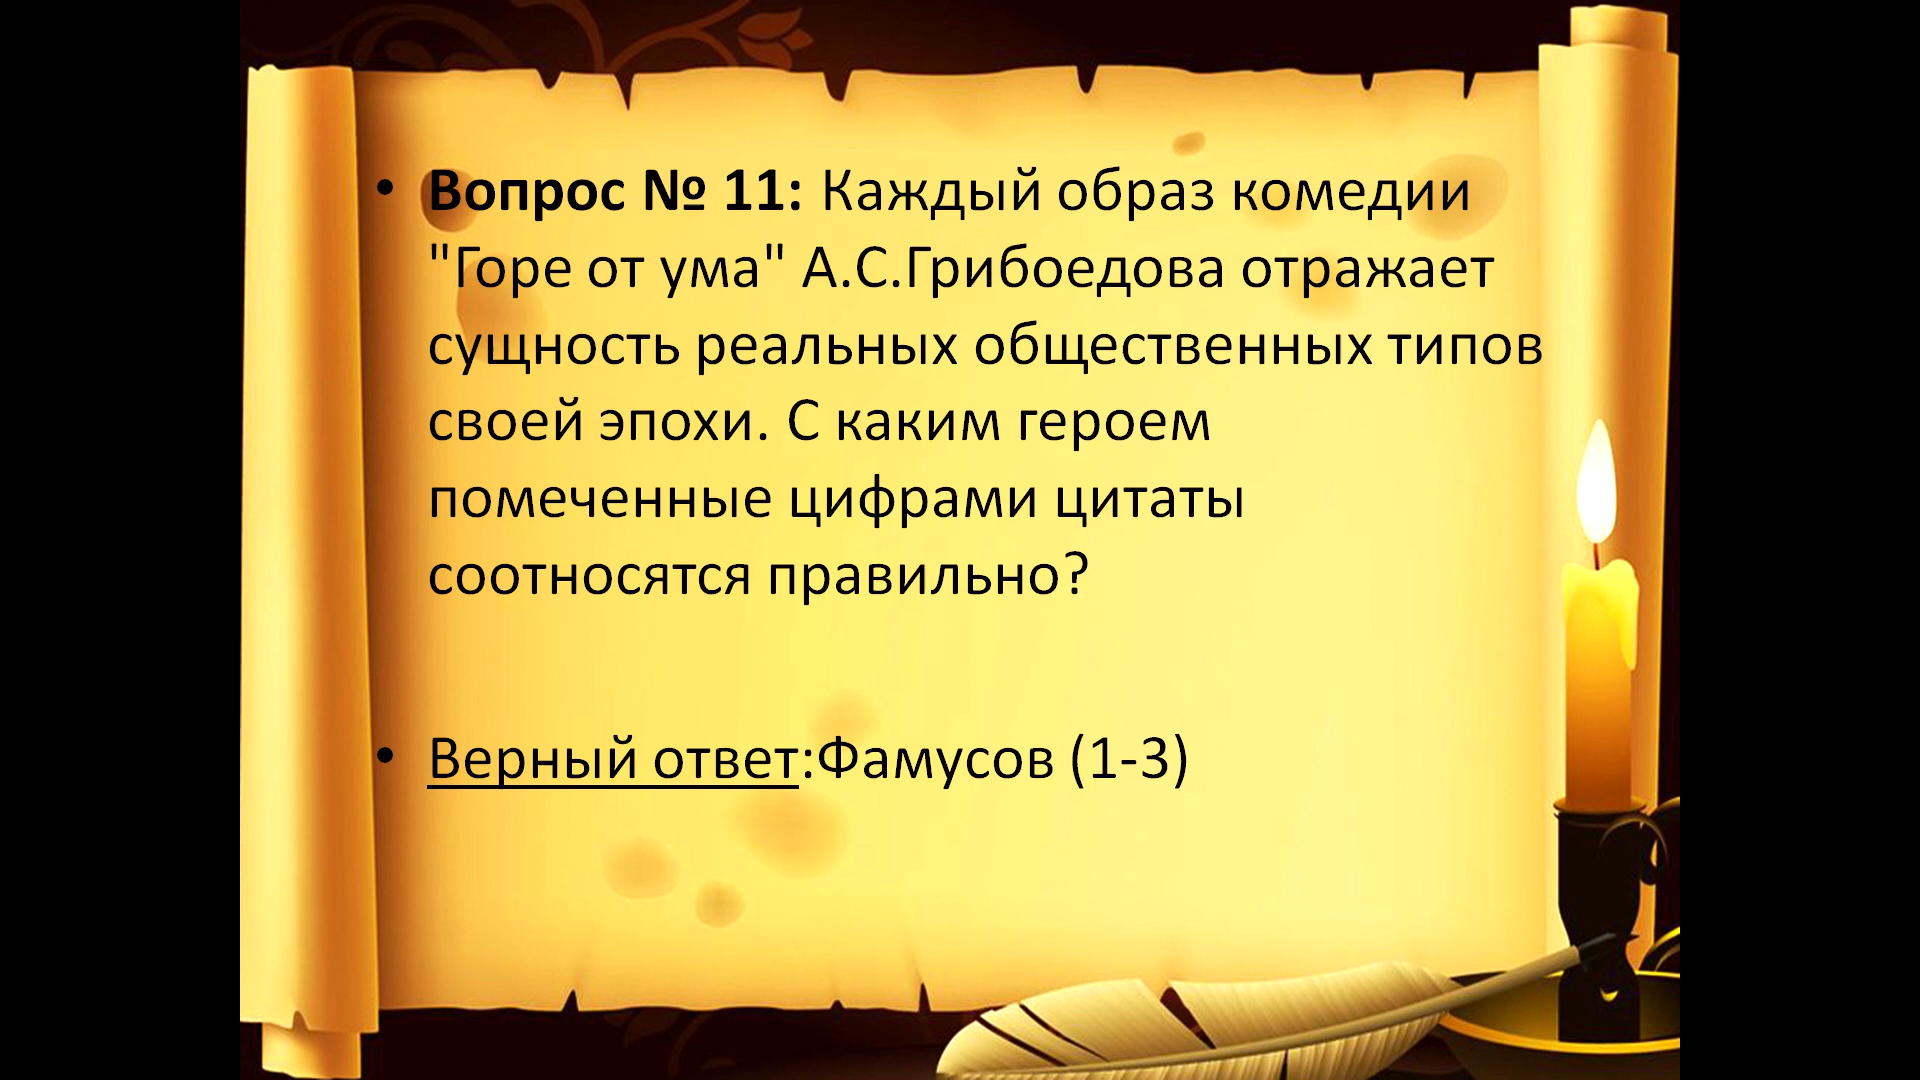 • Вопрос № 11: Каждый образ комедии
"Горе от ума" А.С.Грибоедова отражает
сущность реальных общественных типов
своей эпохи. С каким героем
помеченные цифрами цитаты
соотносятся правильно?
• Верный ответ:Фамусов (1-3)